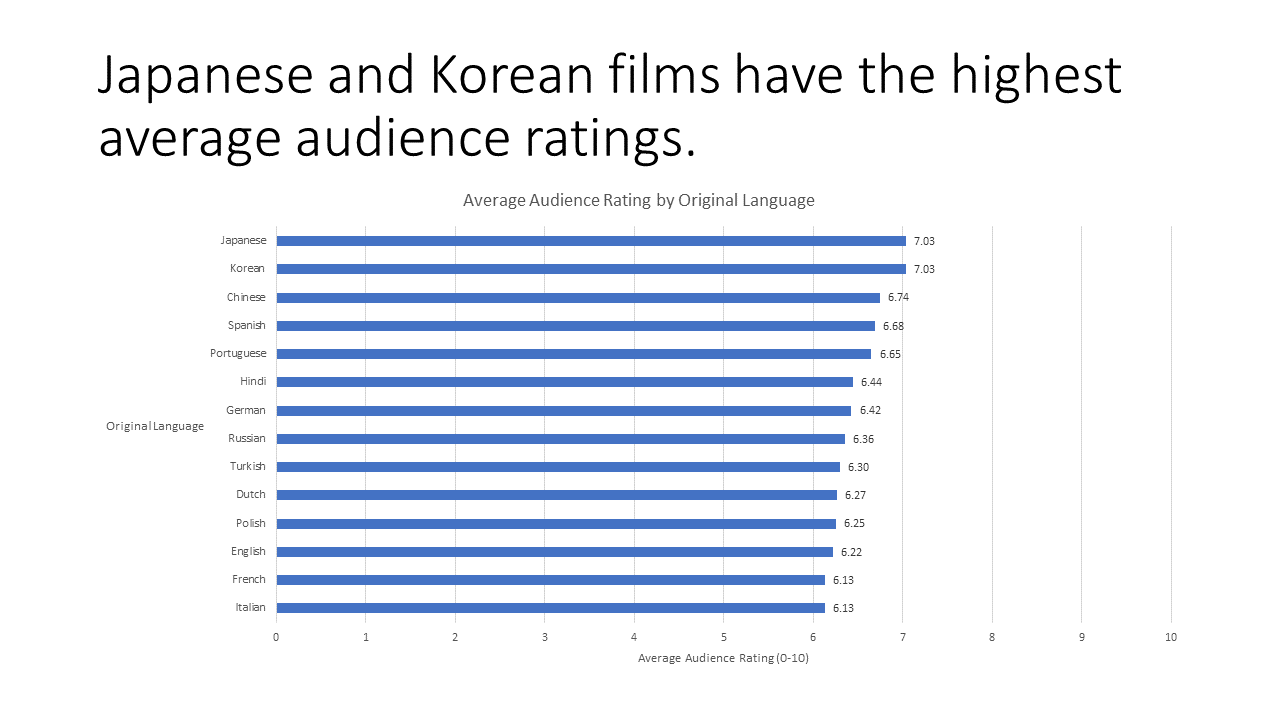 Japanese and Korean films have the highest
average audience ratings.
Average Audience Rating by Original Language
Japanese 7.03
Korean 7.03
Chinese 6.74
Spanish 6.68
Portuguese 6.65
Hindi 6.44
German 6.42
Original Language
Russian 6.36
Turkish 6.30
Dutch 6.27
Polish 6.25
English 6.22
French 6.13
Italian 6.13
0 1 2 3 4 5 6 7 8 9 10
Average Audience Rating (0-10)